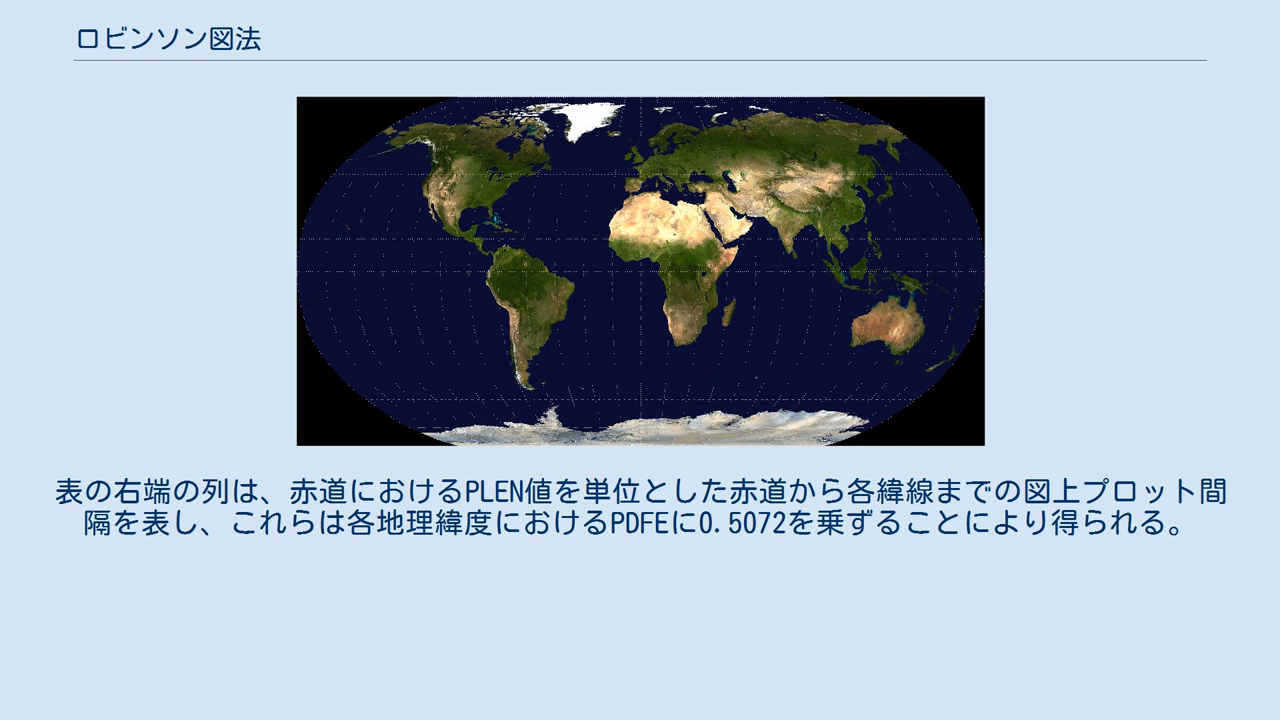 ロビンソン図法
表の右端の列は、赤道におけるPLEN値を単位とした赤道から各緯線までの図上プロット間
隔を表し、これらは各地理緯度におけるPDFEに0.5072を乗ずることにより得られる。